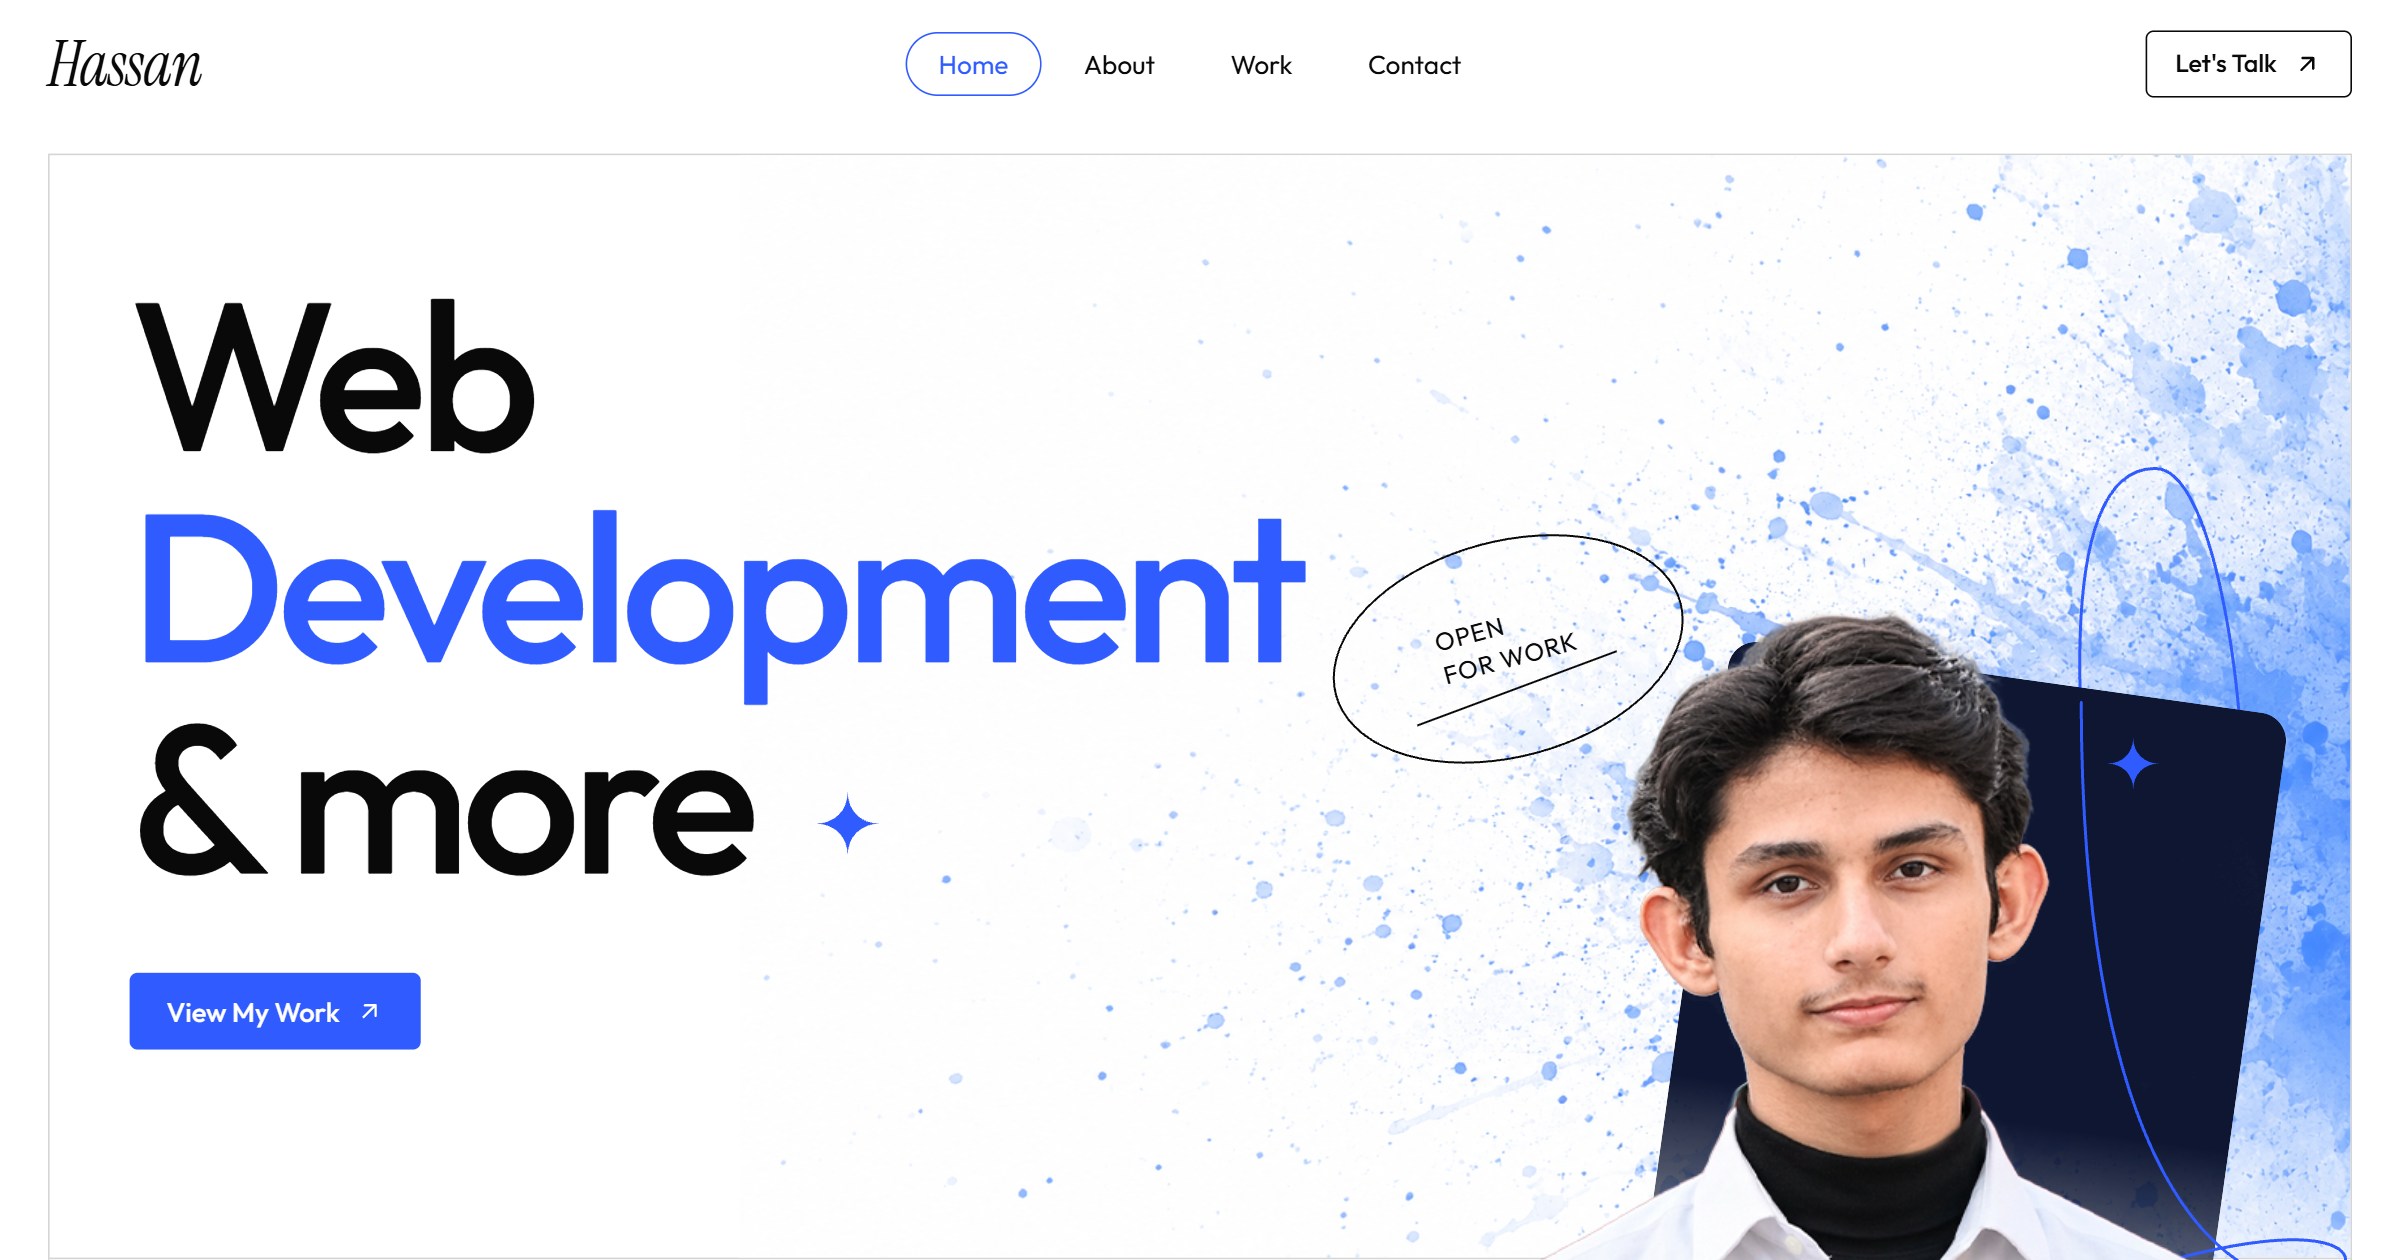 Hassan
Home
About
Work
Contact
Let's Talk
Web
Development
& more
OPEN
FOR WORK
View My Work